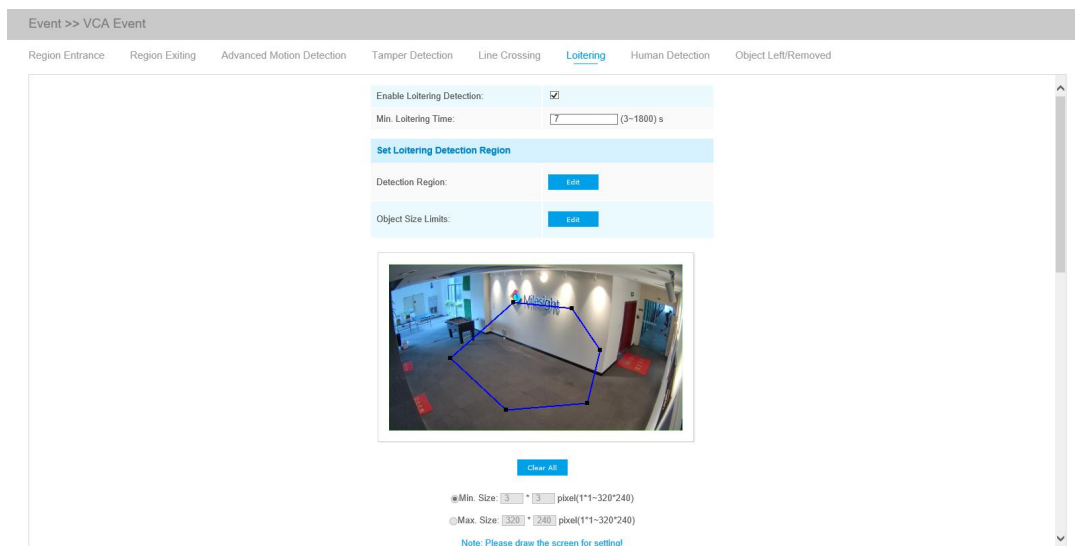 Event >> VCA Event
Region Entrance Region Exiting Advanced Motion Detection Tamper Detection Line Crossing Loitering Human Detection Object Left/Removed
Enable Loitering Detection:
Min. Loitering Time: 7 (3~1800) s
Set Loitering Detection Region
Detection Region: Edit
Object Size Limits: Edit
Milesight
Clear All
Min. Size: 3 * 3 pixel(1*1~320*240)
Max. Size: 320 * 240 pixel(1*1~320*240)
Note: Please draw the screen for setting!